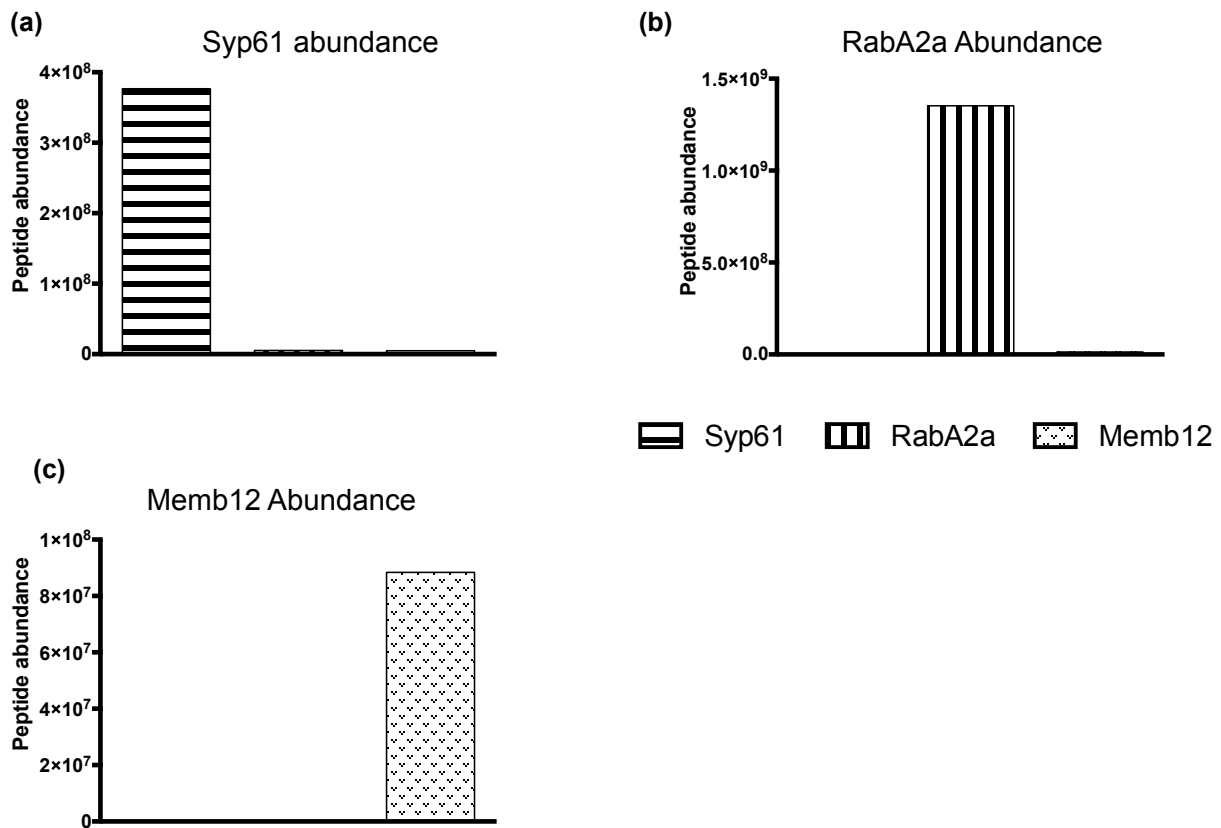 (a)
Syp61 abundance
Peptide abundance
4×10⁸
3×10⁸
2×10⁸
1×10⁸
0
(b)
RabA2a Abundance
Peptide abundance
1.5×10⁹
1.0×10⁹
5.0×10⁸
0.0
Syp61 RabA2a Memb12
(c)
Memb12 Abundance
Peptide abundance
1×10⁸
8×10⁷
6×10⁷
4×10⁷
2×10⁷
0